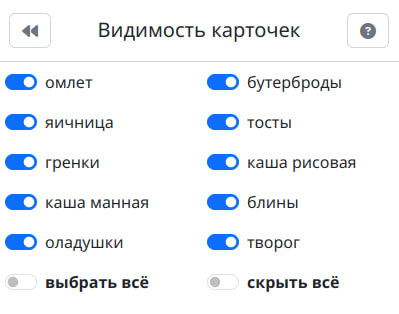 Видимость карточек
омлет бутерброды
яичница тосты
гренки каша рисовая
каша манная блины
оладушки творог
выбрать всё скрыть всё